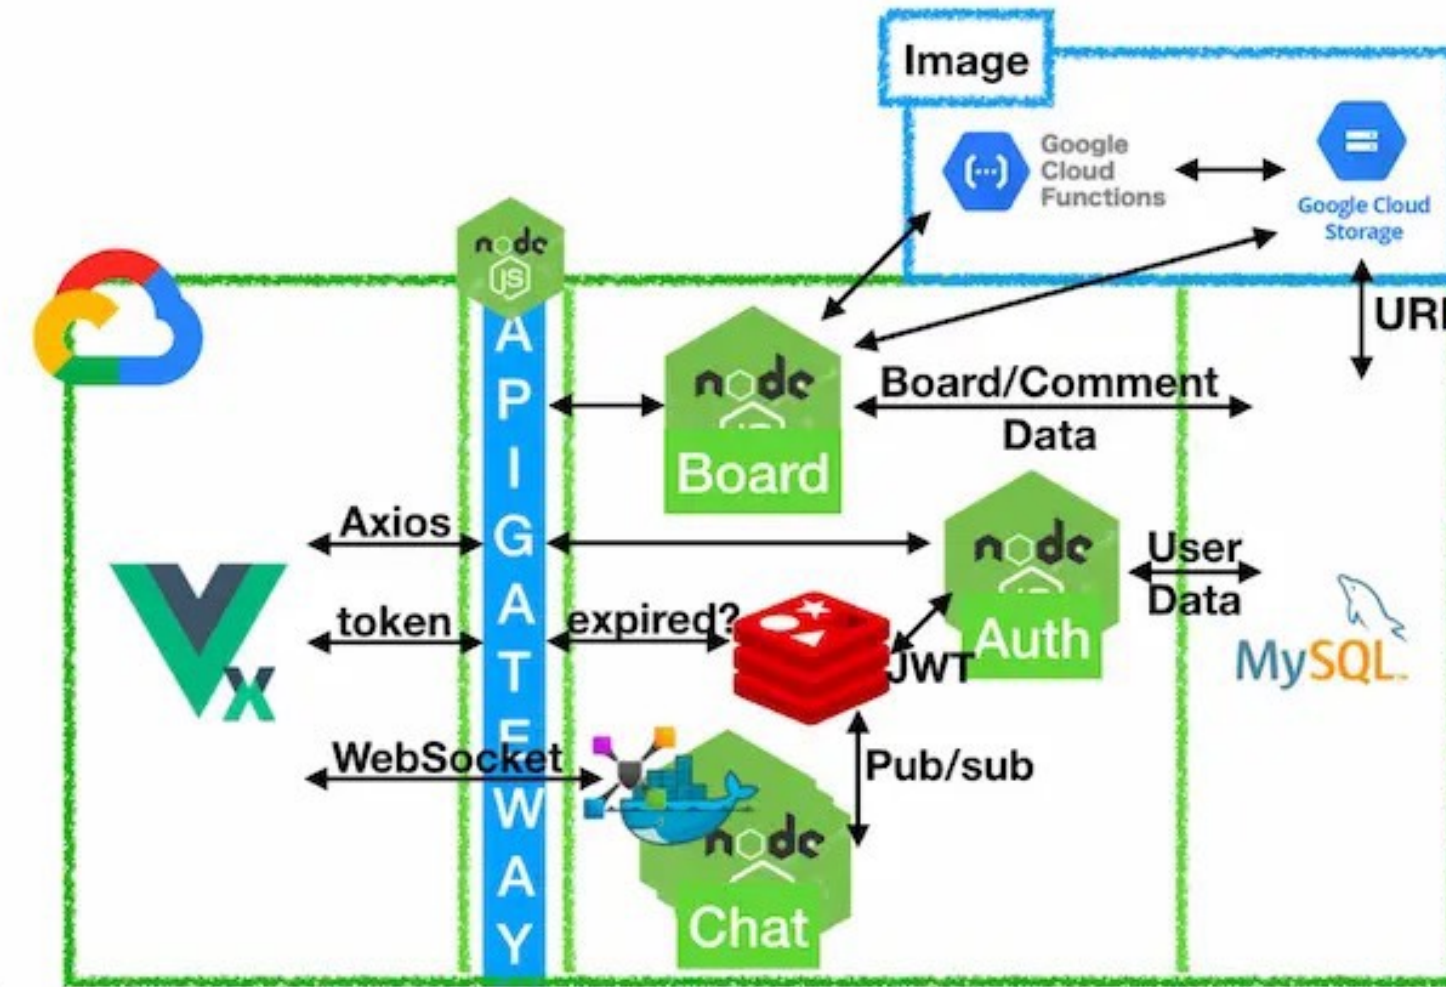 Image
Google
Cloud
Functions
Google Cloud
Storage
node
JS
URI
API GATEWAY
node
Board
Board/Comment
Data
Axios
node
Auth
User
Data
token
expired?
JWT
MySQL
WebSocket
Pub/sub
node
Chat